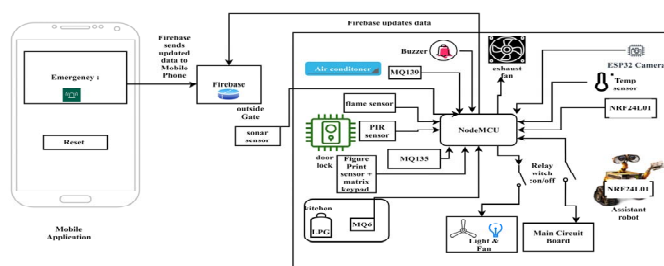 Firebase updates data
Firebase
sends
updated
data to
Mobile
Phone
Emergency :
Reset
Mobile
Application
Firebase
outside
Gate
sonar
sensor
Buzzer
exhaust
fan
ESP32 Camera
Air conditoner
MQ130
Temp
sensor
flame sensor
NRF24L01
PIR
sensor
NodeMCU
door
lock
MQ135
Figure
Print
sensor +
matrix
keypad
Relay
switch
on/off
NRF24L01
Assistant
robot
kitchen
LPG
MQ6
Light &
Fan
Main Circuit
Board